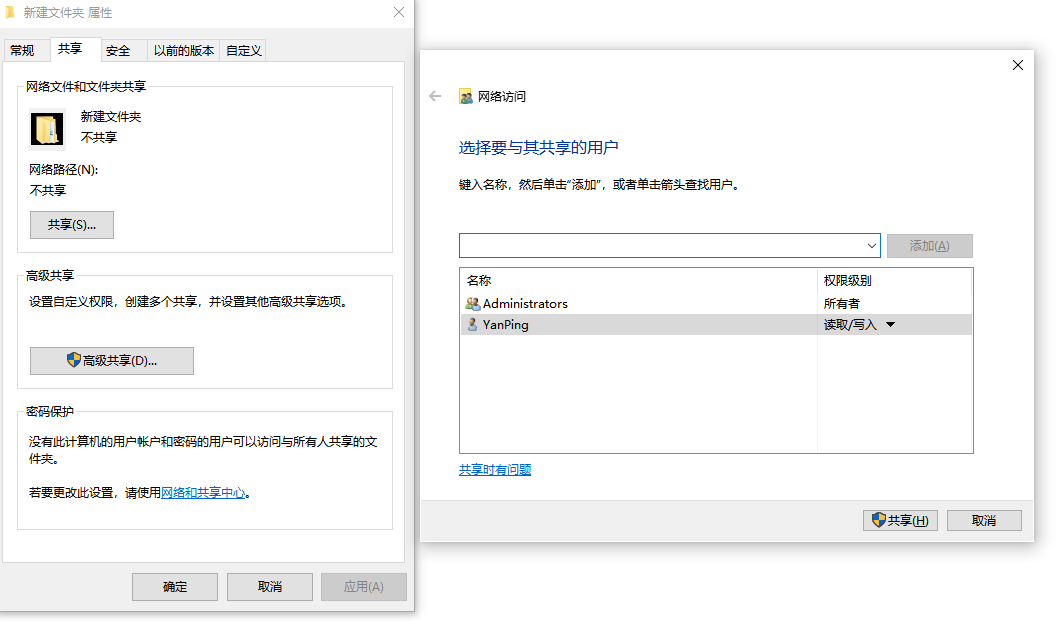 新建文件夹 属性
常规
共享
安全
以前的版本
自定义
网络文件和文件夹共享
新建文件夹
不共享
网络路径(N):
不共享
共享(S)...
高级共享
设置自定义权限，创建多个共享，并设置其他高级共享选项。
高级共享(D)...
密码保护
没有此计算机的用户帐户和密码的用户可以访问与所有人共享的文
件夹。
若要更改此设置，请使用网络和共享中心。
确定
取消
应用(A)
网络访问
选择要与其共享的用户
键入名称，然后单击"添加"，或者单击箭头查找用户。
添加(A)
名称
权限级别
Administrators
所有者
YanPing
读取/写入
共享时有问题
共享(H)
取消